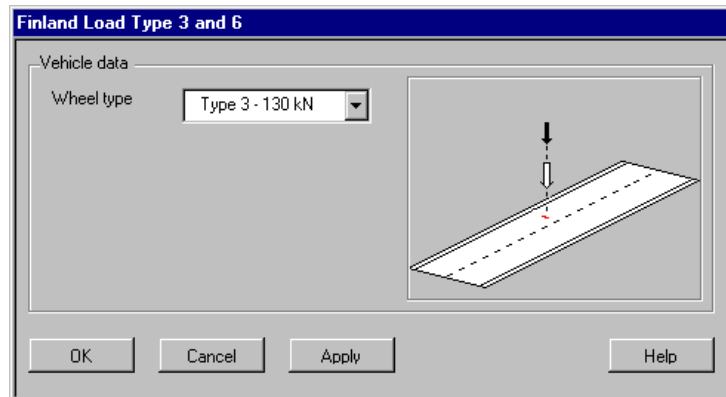 Finland Load Type 3 and 6
Vehicle data
Wheel type
Type 3 - 130 kN
OK
Cancel
Apply
Help